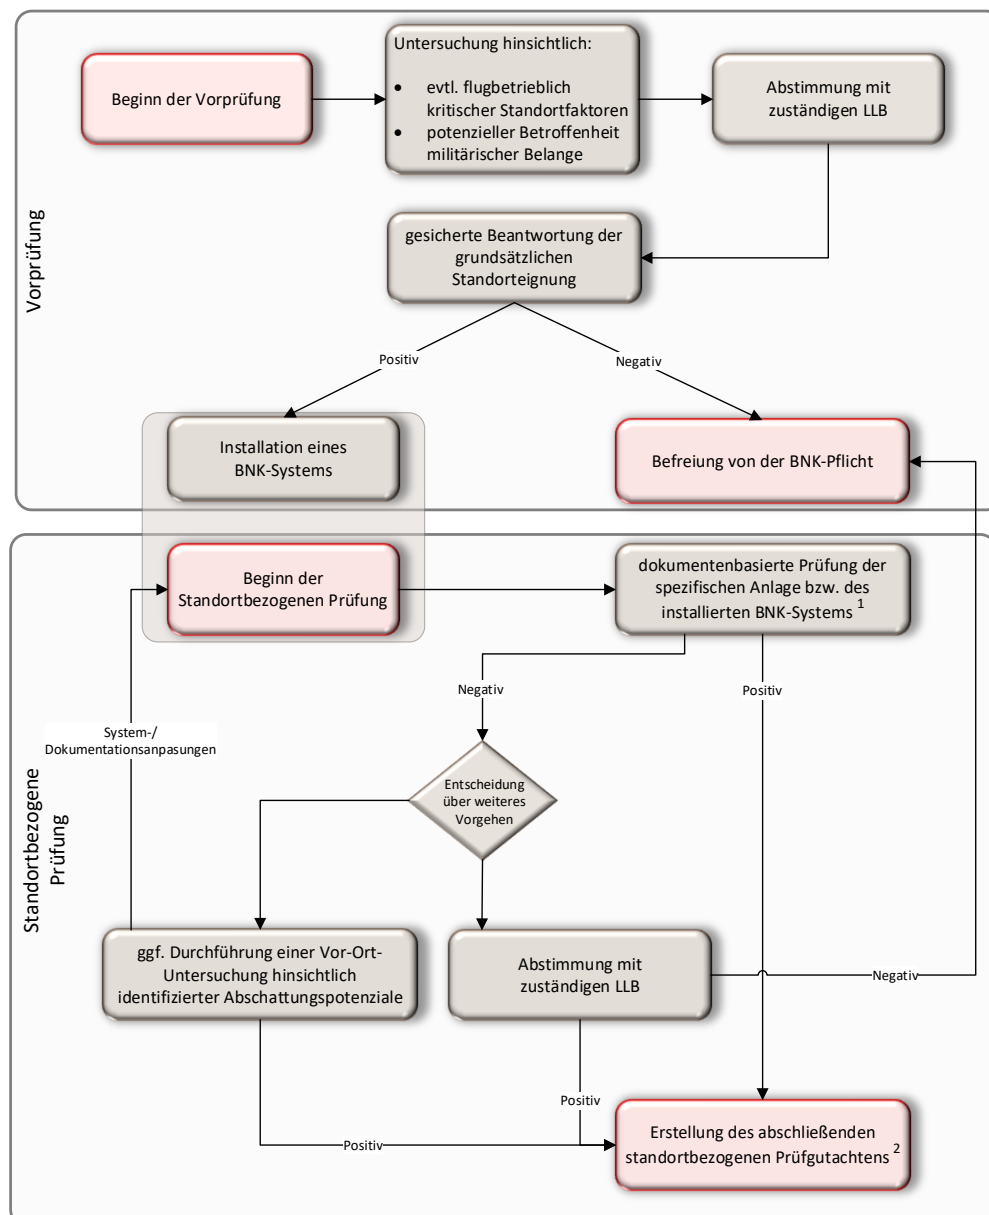 Vorprüfung
Beginn der Vorprüfung
Untersuchung hinsichtlich:
• evtl. flugbetrieblich
kritischer Standortfaktoren
• potenzieller Betroffenheit
militärischer Belange
Abstimmung mit
zuständigen LLB
gesicherte Beantwortung der
grundsätzlichen
Standorteignung
Positiv
Negativ
Installation eines
BNK-Systems
Befreiung von der BNK-Pflicht
Standortbezogene
Prüfung
Beginn der
Standortbezogenen Prüfung
dokumentenbasierte Prüfung der
spezifischen Anlage bzw. des
installierten BNK-Systems 1
Negativ
Positiv
System-/
Dokumentationsanpasungen
Entscheidung
über weiteres
Vorgehen
ggf. Durchführung einer Vor-Ort-
Untersuchung hinsichtlich
identifizierter Abschattungspotenziale
Abstimmung mit
zuständigen LLB
Negativ
Positiv
Positiv
Erstellung des abschließenden
standortbezogenen Prüfgutachtens 2